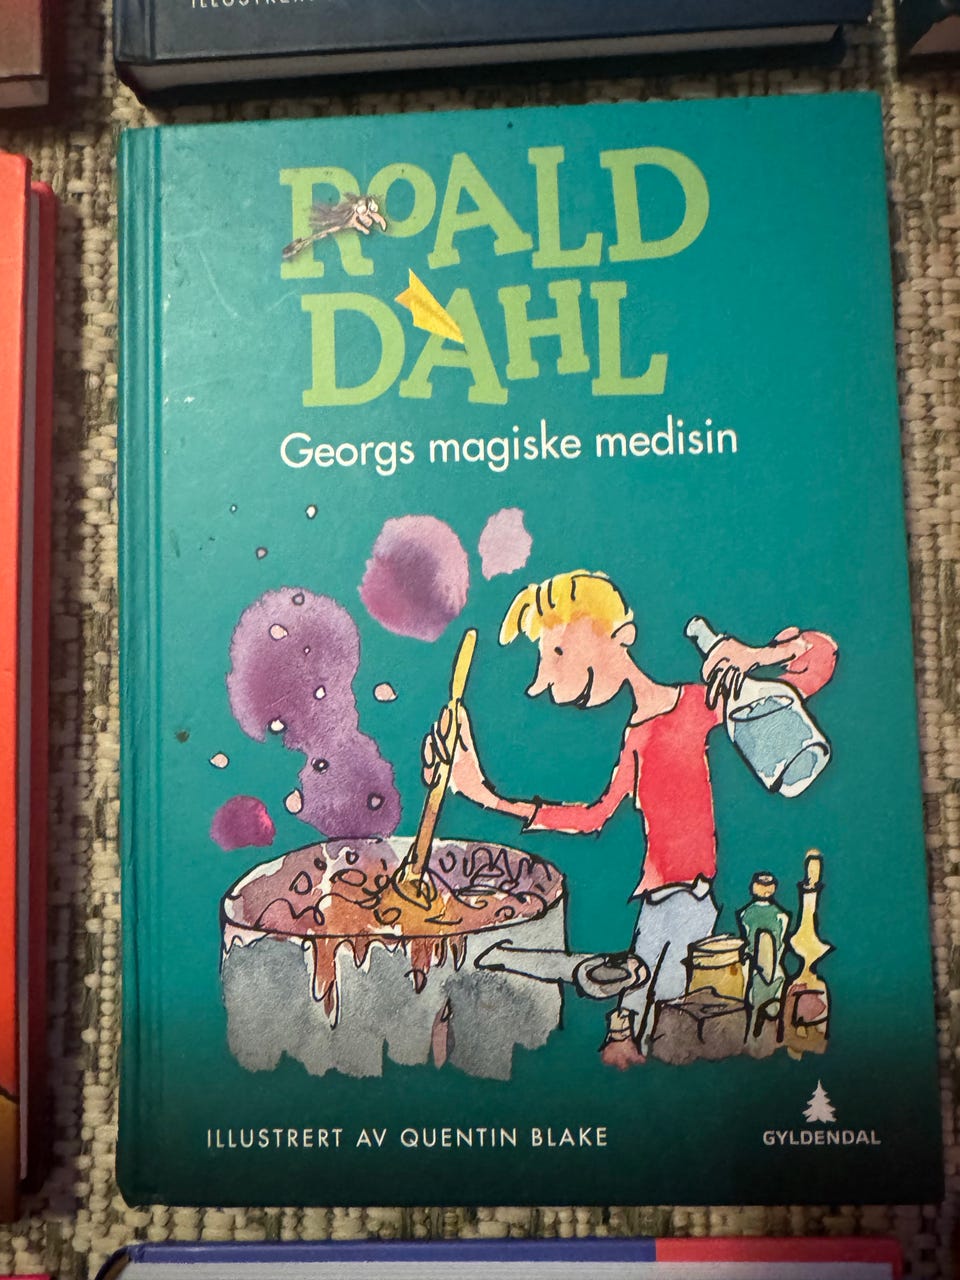 ROALD
DAHL
Georgs magiske medisin
ILLUSTRERT AV QUENTIN BLAKE
GYLDENDAL